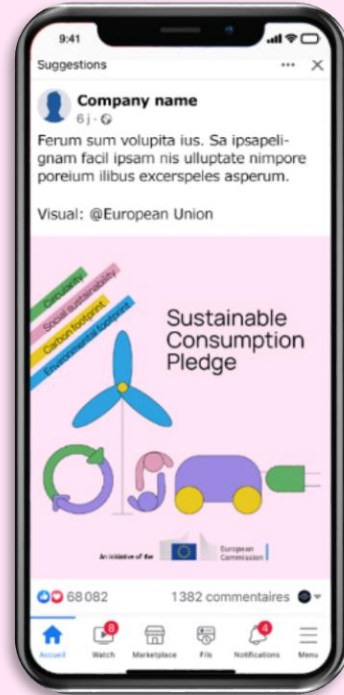 9:41
Suggestions
Company name
6 j
Ferum sum volupita ius. Sa ipsapeli-
gnam facil ipsam nis ulluptate nimpore
poreium ilibus excerspeles asperum.
Visual: @European Union
Circularity
Social sustainability
Carbon footprint
Environmental footprint
Sustainable
Consumption
Pledge
An initiative of the
European
Commission
68 082
1382 commentaires
8
4
Accueil
Watch
Marketplace
Fils
Notifications
Menu